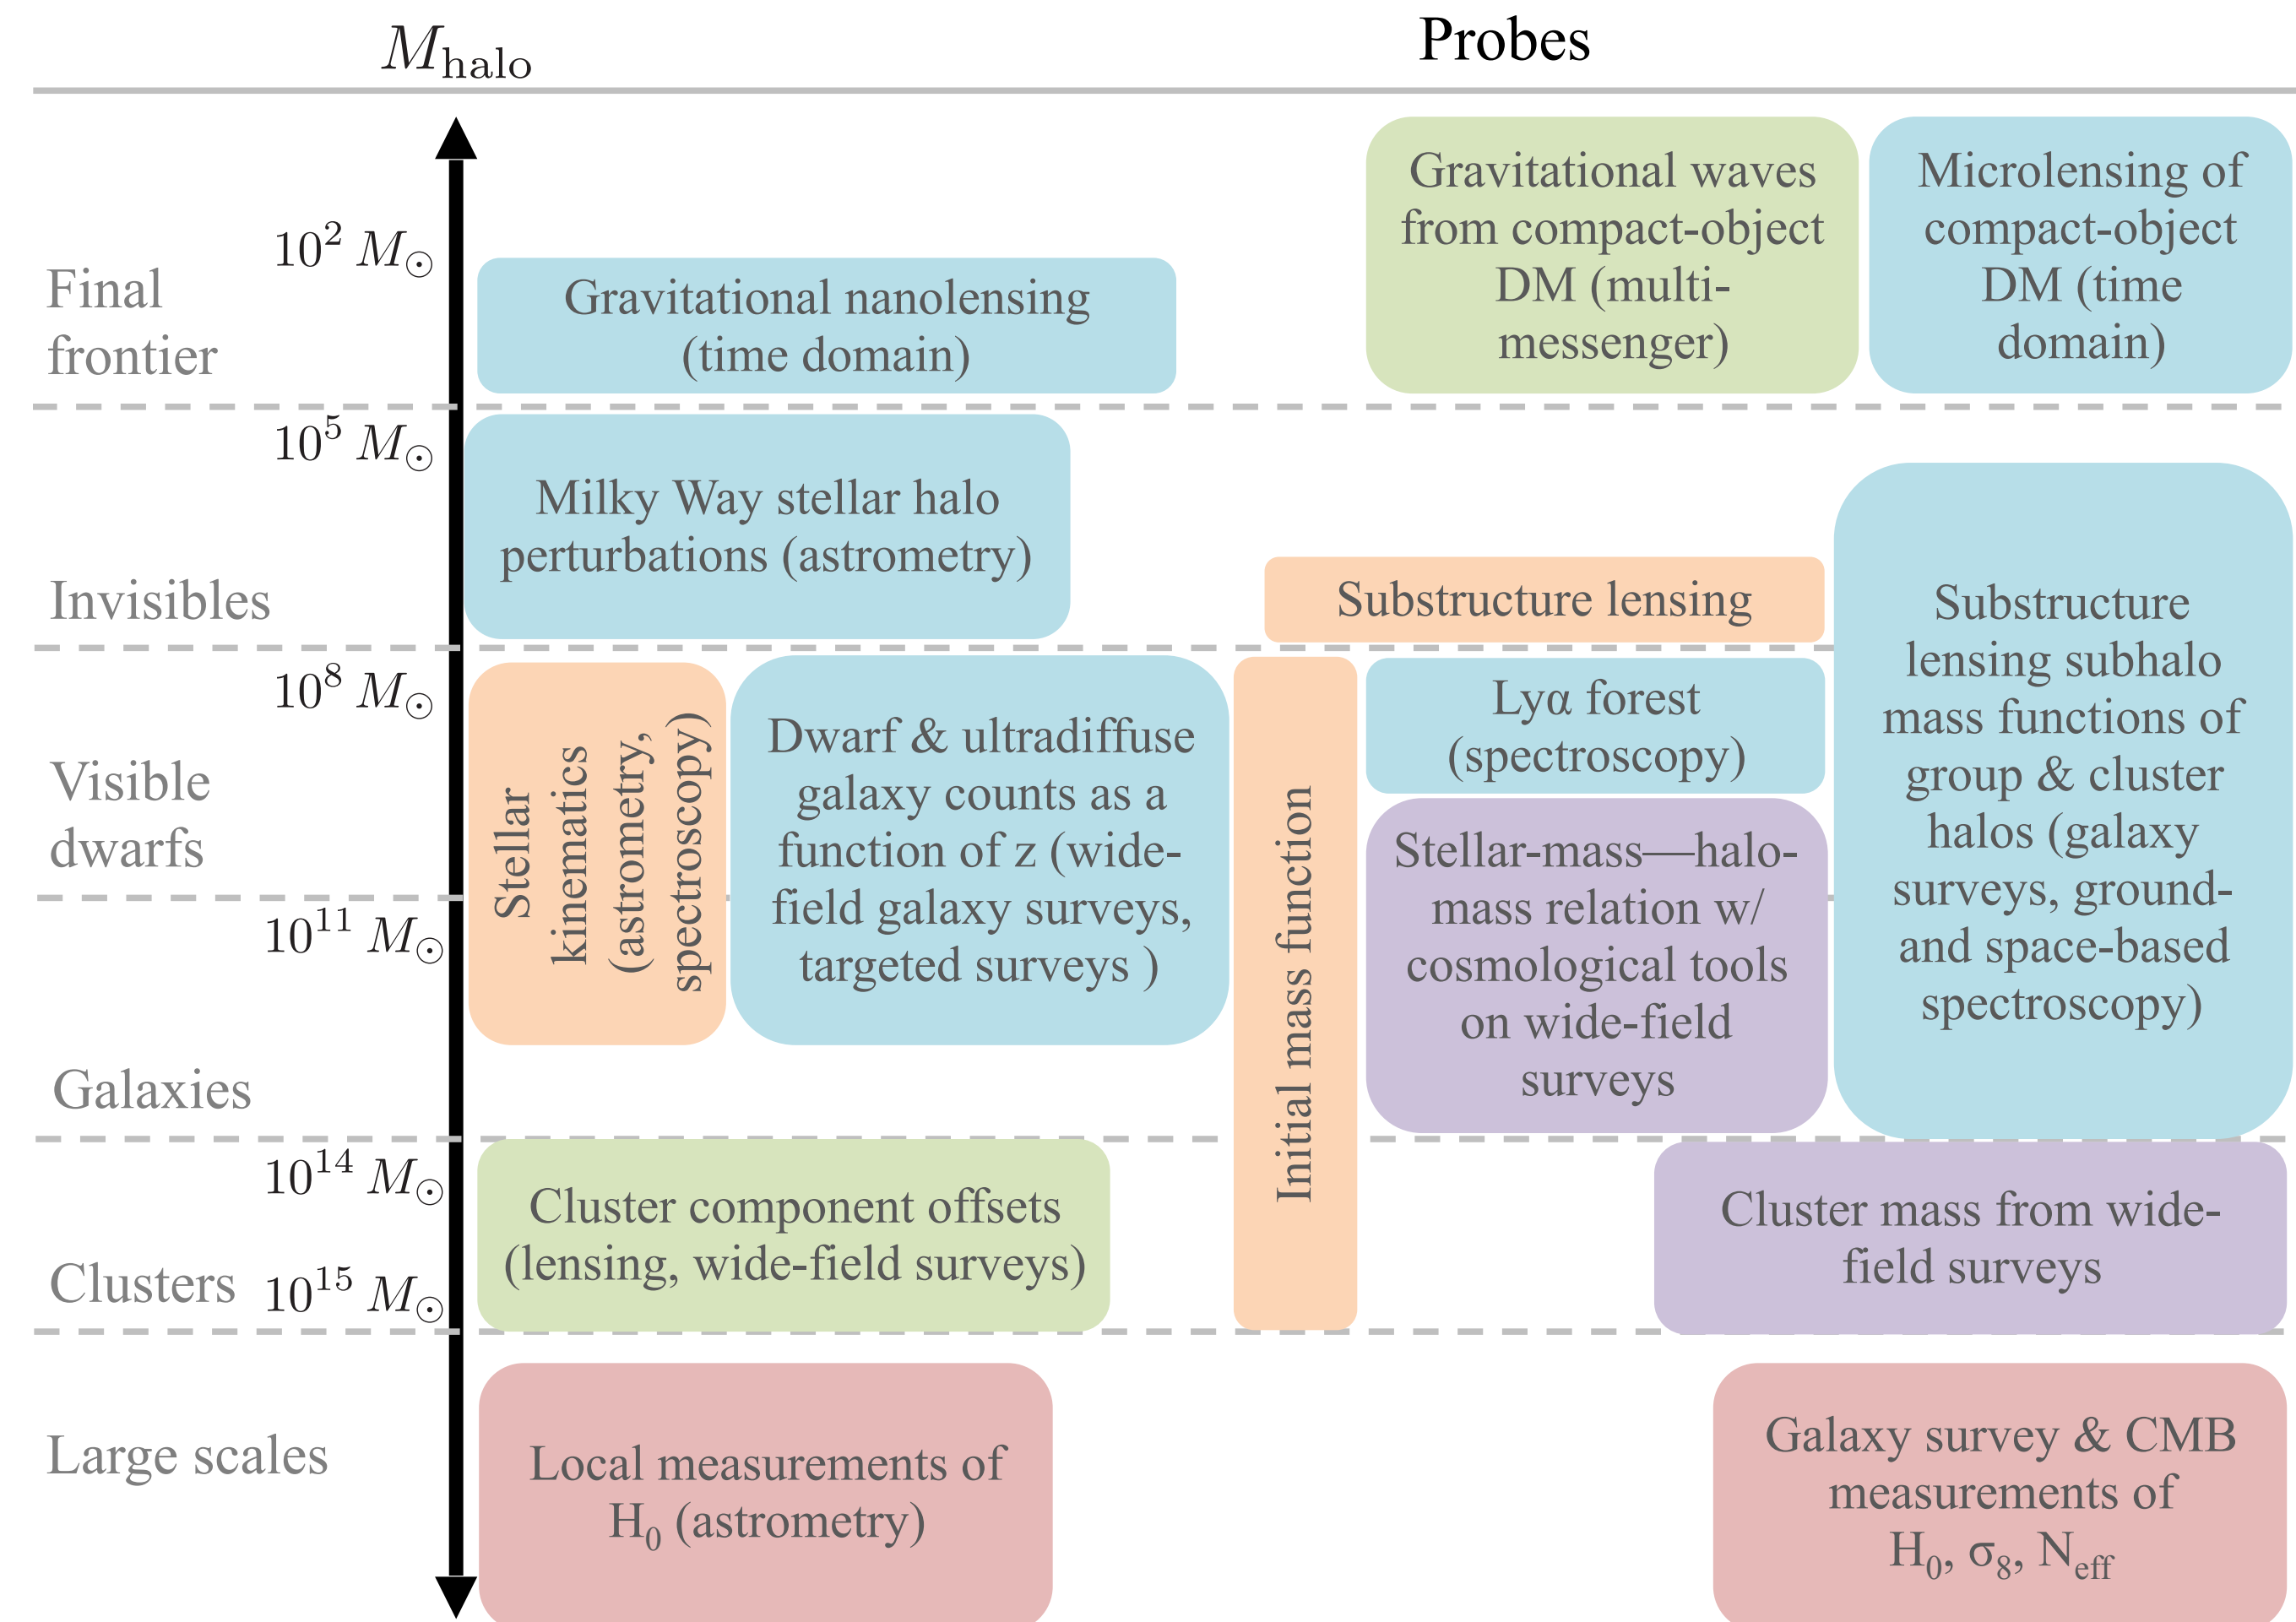 M_halo
Probes
Final
frontier
Invisibles
Visible
dwarfs
Galaxies
Clusters
Large scales
10² M⊙
10⁵ M⊙
10⁸ M⊙
10¹¹ M⊙
10¹⁴ M⊙
10¹⁵ M⊙
Gravitational nanolensing
(time domain)
Gravitational waves
from compact-object
DM (multi-
messenger)
Microlensing of
compact-object
DM (time
domain)
Milky Way stellar halo
perturbations (astrometry)
Substructure lensing
Substructure
lensing subhalo
mass functions of
group & cluster
halos (galaxy
surveys, ground-
and space-based
spectroscopy)
Stellar
kinematics
(astrometry,
spectroscopy)
Dwarf & ultradiffuse
galaxy counts as a
function of z (wide-
field galaxy surveys,
targeted surveys )
Initial mass function
Lyα forest
(spectroscopy)
Stellar-mass—halo-
mass relation w/
cosmological tools
on wide-field
surveys
Cluster component offsets
(lensing, wide-field surveys)
Cluster mass from wide-
field surveys
Local measurements of
H₀ (astrometry)
Galaxy survey & CMB
measurements of
H₀, σ₈, N_eff